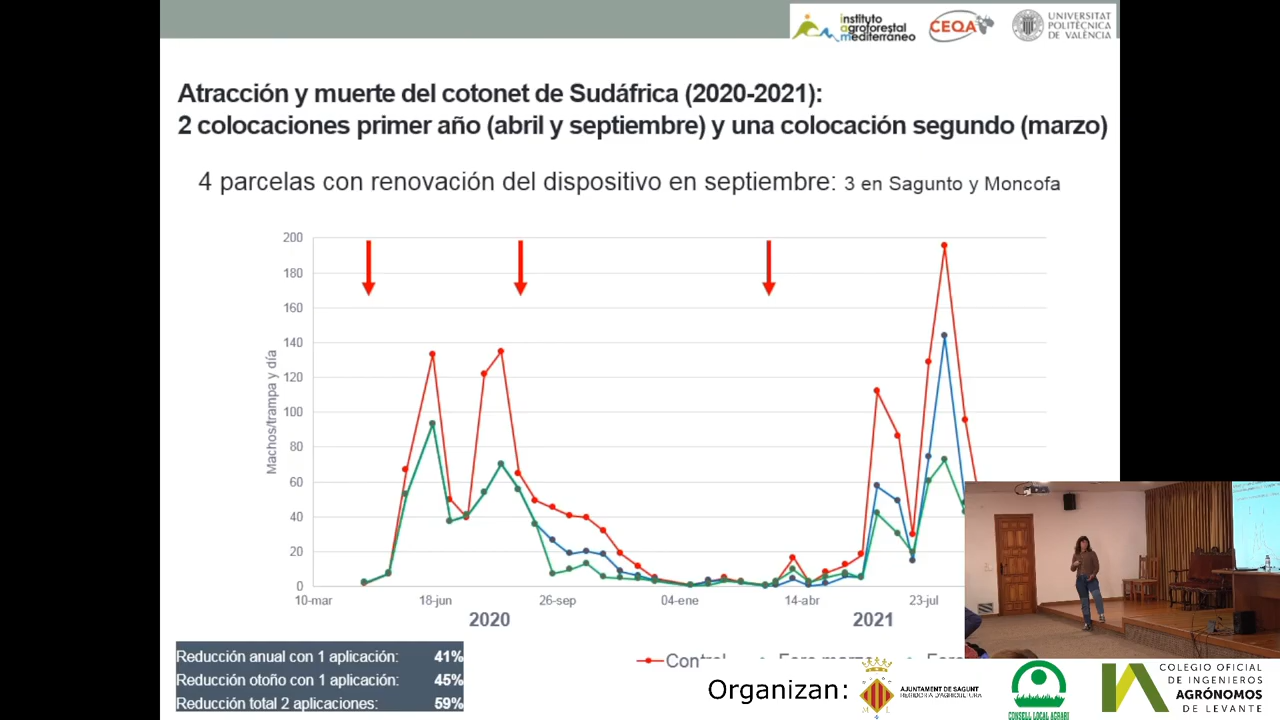 instituto
agroforestal
mediterráneo
CEQA
UNIVERSITAT
POLITÈCNICA
DE VALÈNCIA
Atracción y muerte del cotonet de Sudáfrica (2020-2021):
2 colocaciones primer año (abril y septiembre) y una colocación segundo (marzo)
4 parcelas con renovación del dispositivo en septiembre: 3 en Sagunto y Moncofa
Machos/trampa y día
200
180
160
140
120
100
80
60
40
20
0
10-mar
18-jun
26-sep
04-ene
14-abr
23-jul
2020
2021
Reducción anual con 1 aplicación: 41%
Reducción otoño con 1 aplicación: 45%
Reducción total 2 aplicaciones: 59%
Control
Organizan:
AJUNTAMENT DE SAGUNT
REGIDORIA D'AGRICULTURA
CONSELL LOCAL AGRARI
COLEGIO OFICIAL
DE INGENIEROS
AGRÓNOMOS
DE LEVANTE